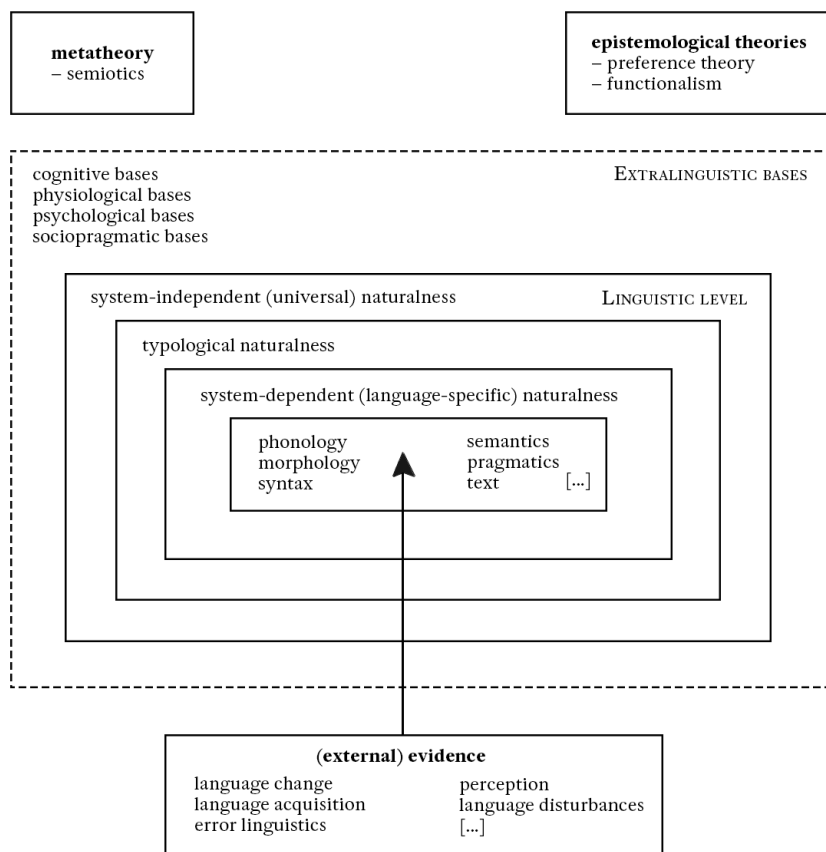 metatheory
– semiotics
epistemological theories
– preference theory
– functionalism
cognitive bases
physiological bases
psychological bases
sociopragmatic bases
EXTRALINGUISTIC BASES
system-independent (universal) naturalness
LINGUISTIC LEVEL
typological naturalness
system-dependent (language-specific) naturalness
phonology
morphology
syntax
semantics
pragmatics
text [...]
(external) evidence
language change
language acquisition
error linguistics
perception
language disturbances
[...]